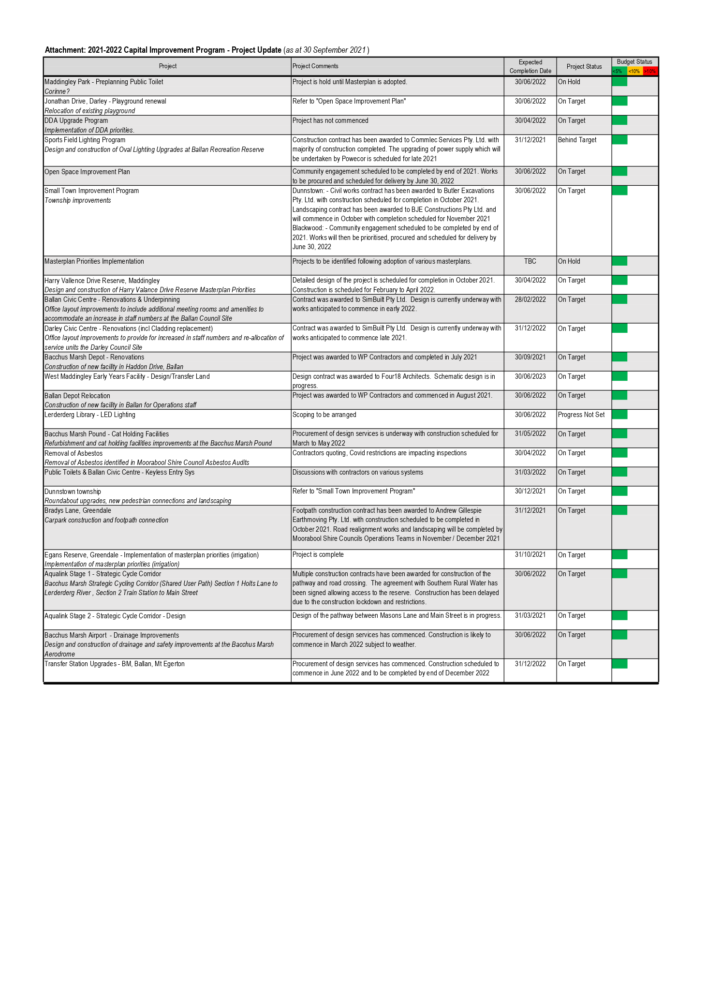 Attachment: 2021-2022 Capital Improvement Program - Project Update (as at 30 September 2021 )
Project
Project Comments
Expected
Completion Date
Project Status
Budget Status
<5% <10% >10%
Maddingley Park - Preplanning Public Toilet
Corinne?
Project is hold until Masterplan is adopted.
30/06/2022
On Hold
Jonathan Drive, Darley - Playground renewal
Relocation of existing playground
Refer to "Open Space Improvement Plan"
30/06/2022
On Target
DDA Upgrade Program
Implementation of DDA priorities.
Project has not commenced
30/04/2022
On Target
Sports Field Lighting Program
Design and construction of Oval Lighting Upgrades at Ballan Recreation Reserve
Construction contract has been awarded to Commlec Services Pty. Ltd. with
majority of construction completed. The upgrading of power supply which will
be undertaken by Powecor is scheduled for late 2021
31/12/2021
Behind Target
Open Space Improvement Plan
Community engagement scheduled to be completed by end of 2021. Works
to be procured and scheduled for delivery by June 30, 2022
30/06/2022
On Target
Small Town Improvement Program
Township improvements
Dunnstown: - Civil works contract has been awarded to Butler Excavations
Pty. Ltd. with construction scheduled for completion in October 2021.
Landscaping contract has been awarded to BJE Constructions Pty Ltd. and
will commence in October with completion scheduled for November 2021
Blackwood: - Community engagement scheduled to be completed by end of
2021. Works will then be prioritised, procured and scheduled for delivery by
June 30, 2022
30/06/2022
On Target
Masterplan Priorities Implementation
Projects to be identified following adoption of various masterplans.
TBC
On Hold
Harry Vallence Drive Reserve, Maddingley
Design and construction of Harry Valance Drive Reserve Masterplan Priorities
Detailed design of the project is scheduled for completion in October 2021.
Construction is scheduled for February to April 2022.
30/04/2022
On Target
Ballan Civic Centre - Renovations & Underpinning
Office layout improvements to include additional meeting rooms and amenities to
accommodate an increase in staff numbers at the Ballan Council Site
Contract was awarded to SimBuilt Pty Ltd.  Design is currently underway with
works anticipated to commence in early 2022.
28/02/2022
On Target
Darley Civic Centre - Renovations (incl Cladding replacement)
Office layout improvements to provide for increased in staff numbers and re-allocation of
service units the Darley Council Site
Contract was awarded to SimBuilt Pty Ltd.  Design is currently underway with
works anticipated to commence late 2021.
31/12/2022
On Target
Bacchus Marsh Depot - Renovations
Construction of new facility in Haddon Drive, Ballan
Project was awarded to WP Contractors and completed in July 2021
30/09/2021
On Target
West Maddingley Early Years Facility - Design/Transfer Land
Design contract was awarded to Four18 Architects.  Schematic design is in
progress.
30/06/2023
On Target
Ballan Depot Relocation
Construction of new facility in Ballan for Operations staff
Project was awarded to WP Contractors and commenced in August 2021.
30/06/2022
On Target
Lerderderg Library - LED Lighting
Scoping to be arranged
30/06/2022
Progress Not Set
Bacchus Marsh Pound - Cat Holding Facilities
Refurbishment and cat holding facilities improvements at the Bacchus Marsh Pound
Procurement of design services is underway with construction scheduled for
March to May 2022
31/05/2022
On Target
Removal of Asbestos
Removal of Asbestos identified in Moorabool Shire Council Asbestos Audits
Contractors quoting, Covid restrictions are impacting inspections
30/04/2022
On Target
Public Toilets & Ballan Civic Centre - Keyless Entry Sys
Discussions with contractors on various systems
31/03/2022
On Target
Dunnstown township
Roundabout upgrades, new pedestrian connections and landscaping
Refer to "Small Town Improvement Program"
30/12/2021
On Target
Bradys Lane, Greendale
Carpark construction and footpath connection
Footpath construction contract has been awarded to Andrew Gillespie
Earthmoving Pty. Ltd. with construction scheduled to be completed in
October 2021. Road realignment works and landscaping will be completed by
Moorabool Shire Councils Operations Teams in November / December 2021
31/12/2021
On Target
Egans Reserve, Greendale - Implementation of masterplan priorities (irrigation)
Implementation of masterplan priorities (irrigation)
Project is complete
31/10/2021
On Target
Aqualink Stage 1 - Strategic Cycle Corridor
Bacchus Marsh Strategic Cycling Corridor (Shared User Path) Section 1 Holts Lane to
Lerderderg River , Section 2 Train Station to Main Street
Multiple construction contracts have been awarded for construction of the
pathway and road crossing.  The agreement with Southern Rural Water has
been signed allowing access to the reserve.  Construction has been delayed
due to the construction lockdown and restrictions.
30/06/2022
On Target
Aqualink Stage 2 - Strategic Cycle Corridor - Design
Design of the pathway between Masons Lane and Main Street is in progress.
31/03/2021
On Target
Bacchus Marsh Airport  - Drainage Improvements
Design and construction of drainage and safety improvements at the Bacchus Marsh
Aerodrome
Procurement of design services has commenced. Construction is likely to
commence in March 2022 subject to weather.
30/06/2022
On Target
Transfer Station Upgrades - BM, Ballan, Mt Egerton
Procurement of design services has commenced. Construction scheduled to
commence in June 2022 and to be completed by end of December 2022
31/12/2022
On Target